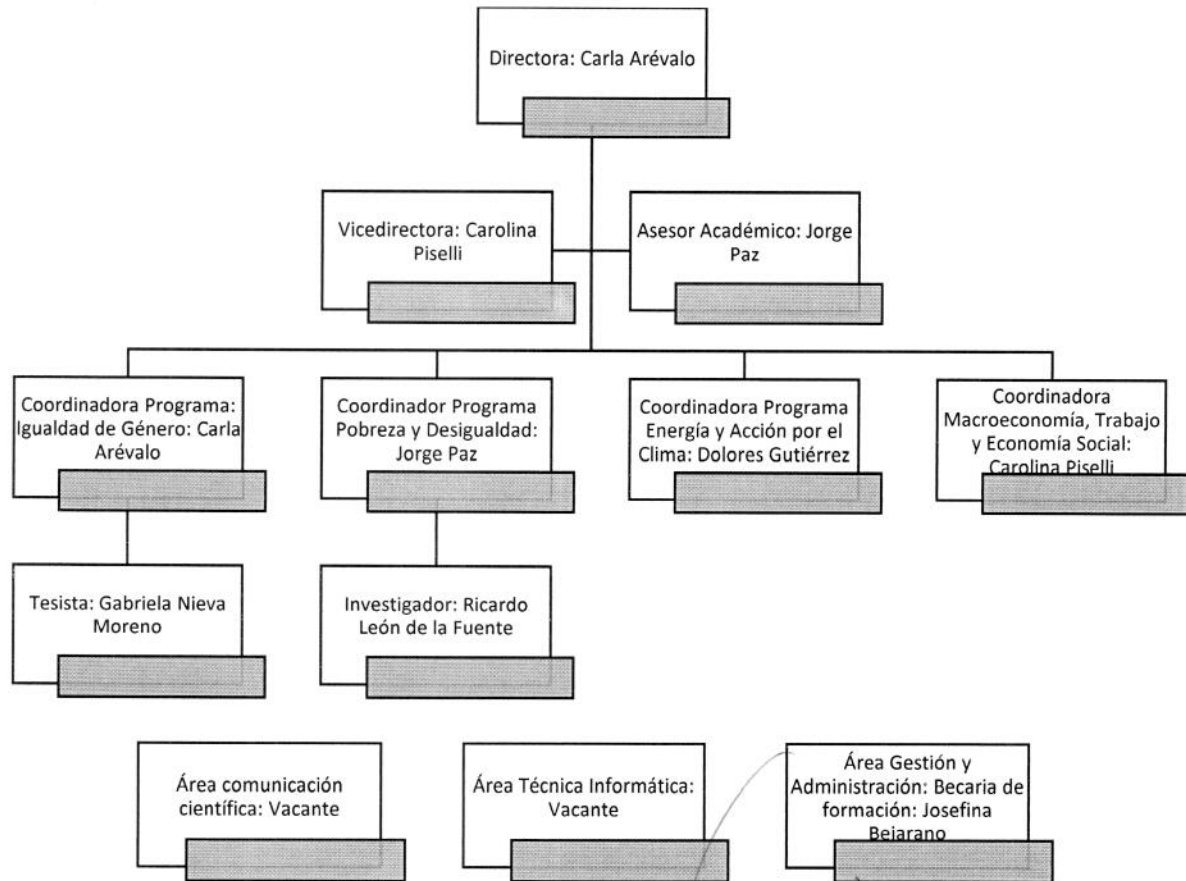 Directora: Carla Arévalo
Vicedirectora: Carolina
Piselli
Asesor Académico: Jorge
Paz
Coordinadora Programa:
Igualdad de Género: Carla
Arévalo
Coordinador Programa
Pobreza y Desigualdad:
Jorge Paz
Coordinadora Programa
Energía y Acción por el
Clima: Dolores Gutiérrez
Coordinadora
Macroeconomía, Trabajo
y Economía Social:
Carolina Piselli
Tesista: Gabriela Nieva
Moreno
Investigador: Ricardo
León de la Fuente
Área comunicación
científica: Vacante
Área Técnica Informática:
Vacante
Área Gestión y
Administración: Becaria de
formación: Josefina
Bejarano